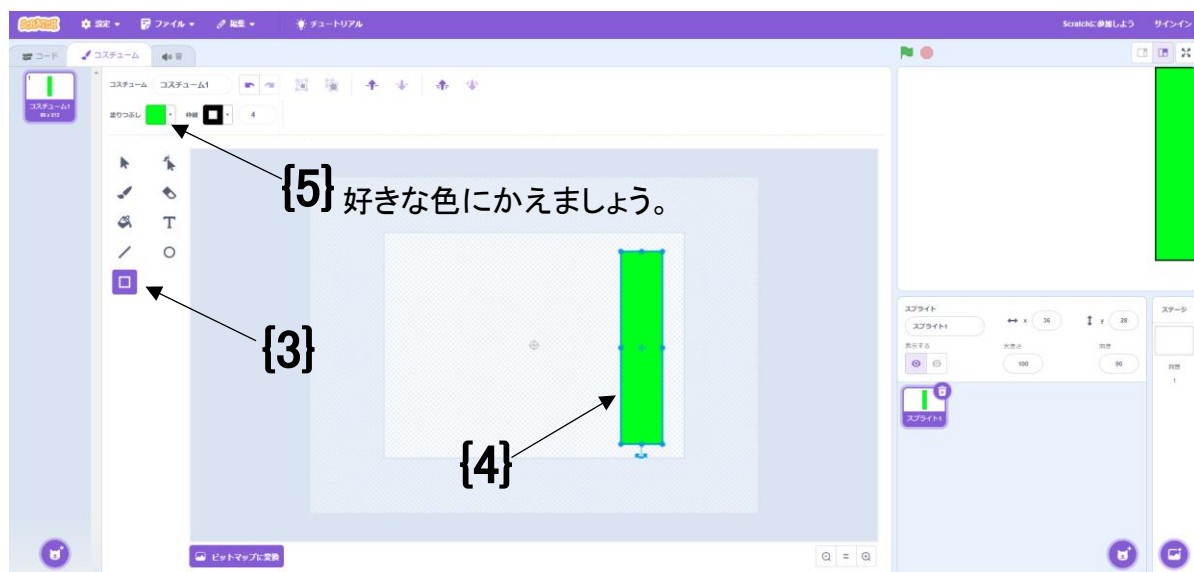 SCRATCH 設定 ファイル 編集 チュートリアル Scratchに参加しよう サインイン
コード コスチューム 音
1
コスチューム1
コスチューム コスチューム1
塗りつぶし 枠線 4
{5} 好きな色にかえましょう。
T
{3}
{4}
ビットマップに変換
スプライト
スプライト1 x 36 y 28
表示する 大きさ 向き
100 90
スプライト1
ステージ
背景
1